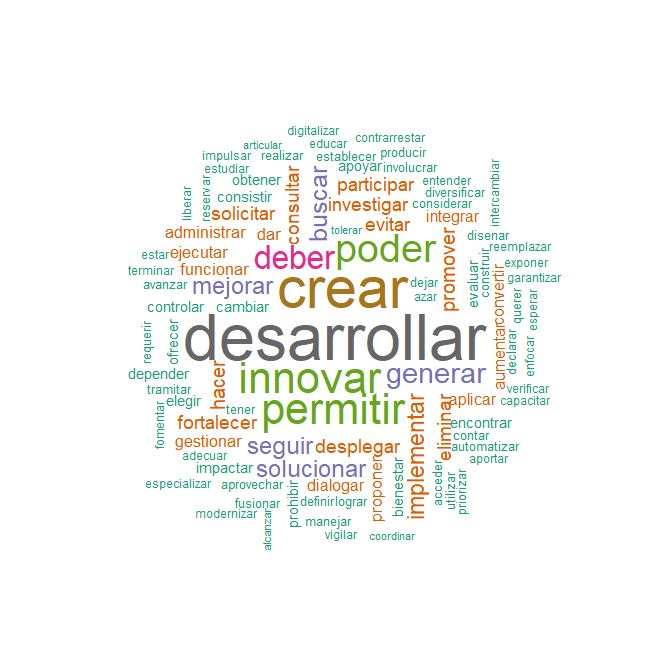 digitalizar
contrarrestar
articular
educar
impulsar
realizar
establecer
producir
estudiar
apoyar
involucrar
liberar
reservar
obtener
consistir
consultar
buscar
participar
entender
diversificar
intercambiar
solicitar
investigar
considerar
administrar
dar
tolerar
evitar
integrar
disenar
estar
ejecutar
deber
poder
promover
reemplazar
terminar
funcionar
exponer
avanzar
mejorar
crear
dejar
azar
evaluar
construir
convertir
garantizar
controlar
cambiar
querer
esperar
requerir
ofrecer
desarrollar
aumentar
declarar
enfocar
depender
hacer
innovar
generar
tramitar
elegir
tener
permitir
aplicar
verificar
capacitar
fomentar
fortalecer
implementar
eliminar
encontrar
gestionar
seguir
desplegar
contar
automatizar
adecuar
impactar
solucionar
proponer
bienestar
acceder
utilizar
priorizar
aportar
especializar
aprovechar
prohibir
dialogar
fusionar
definir
lograr
modernizar
alcanzar
manejar
vigilar
coordinar